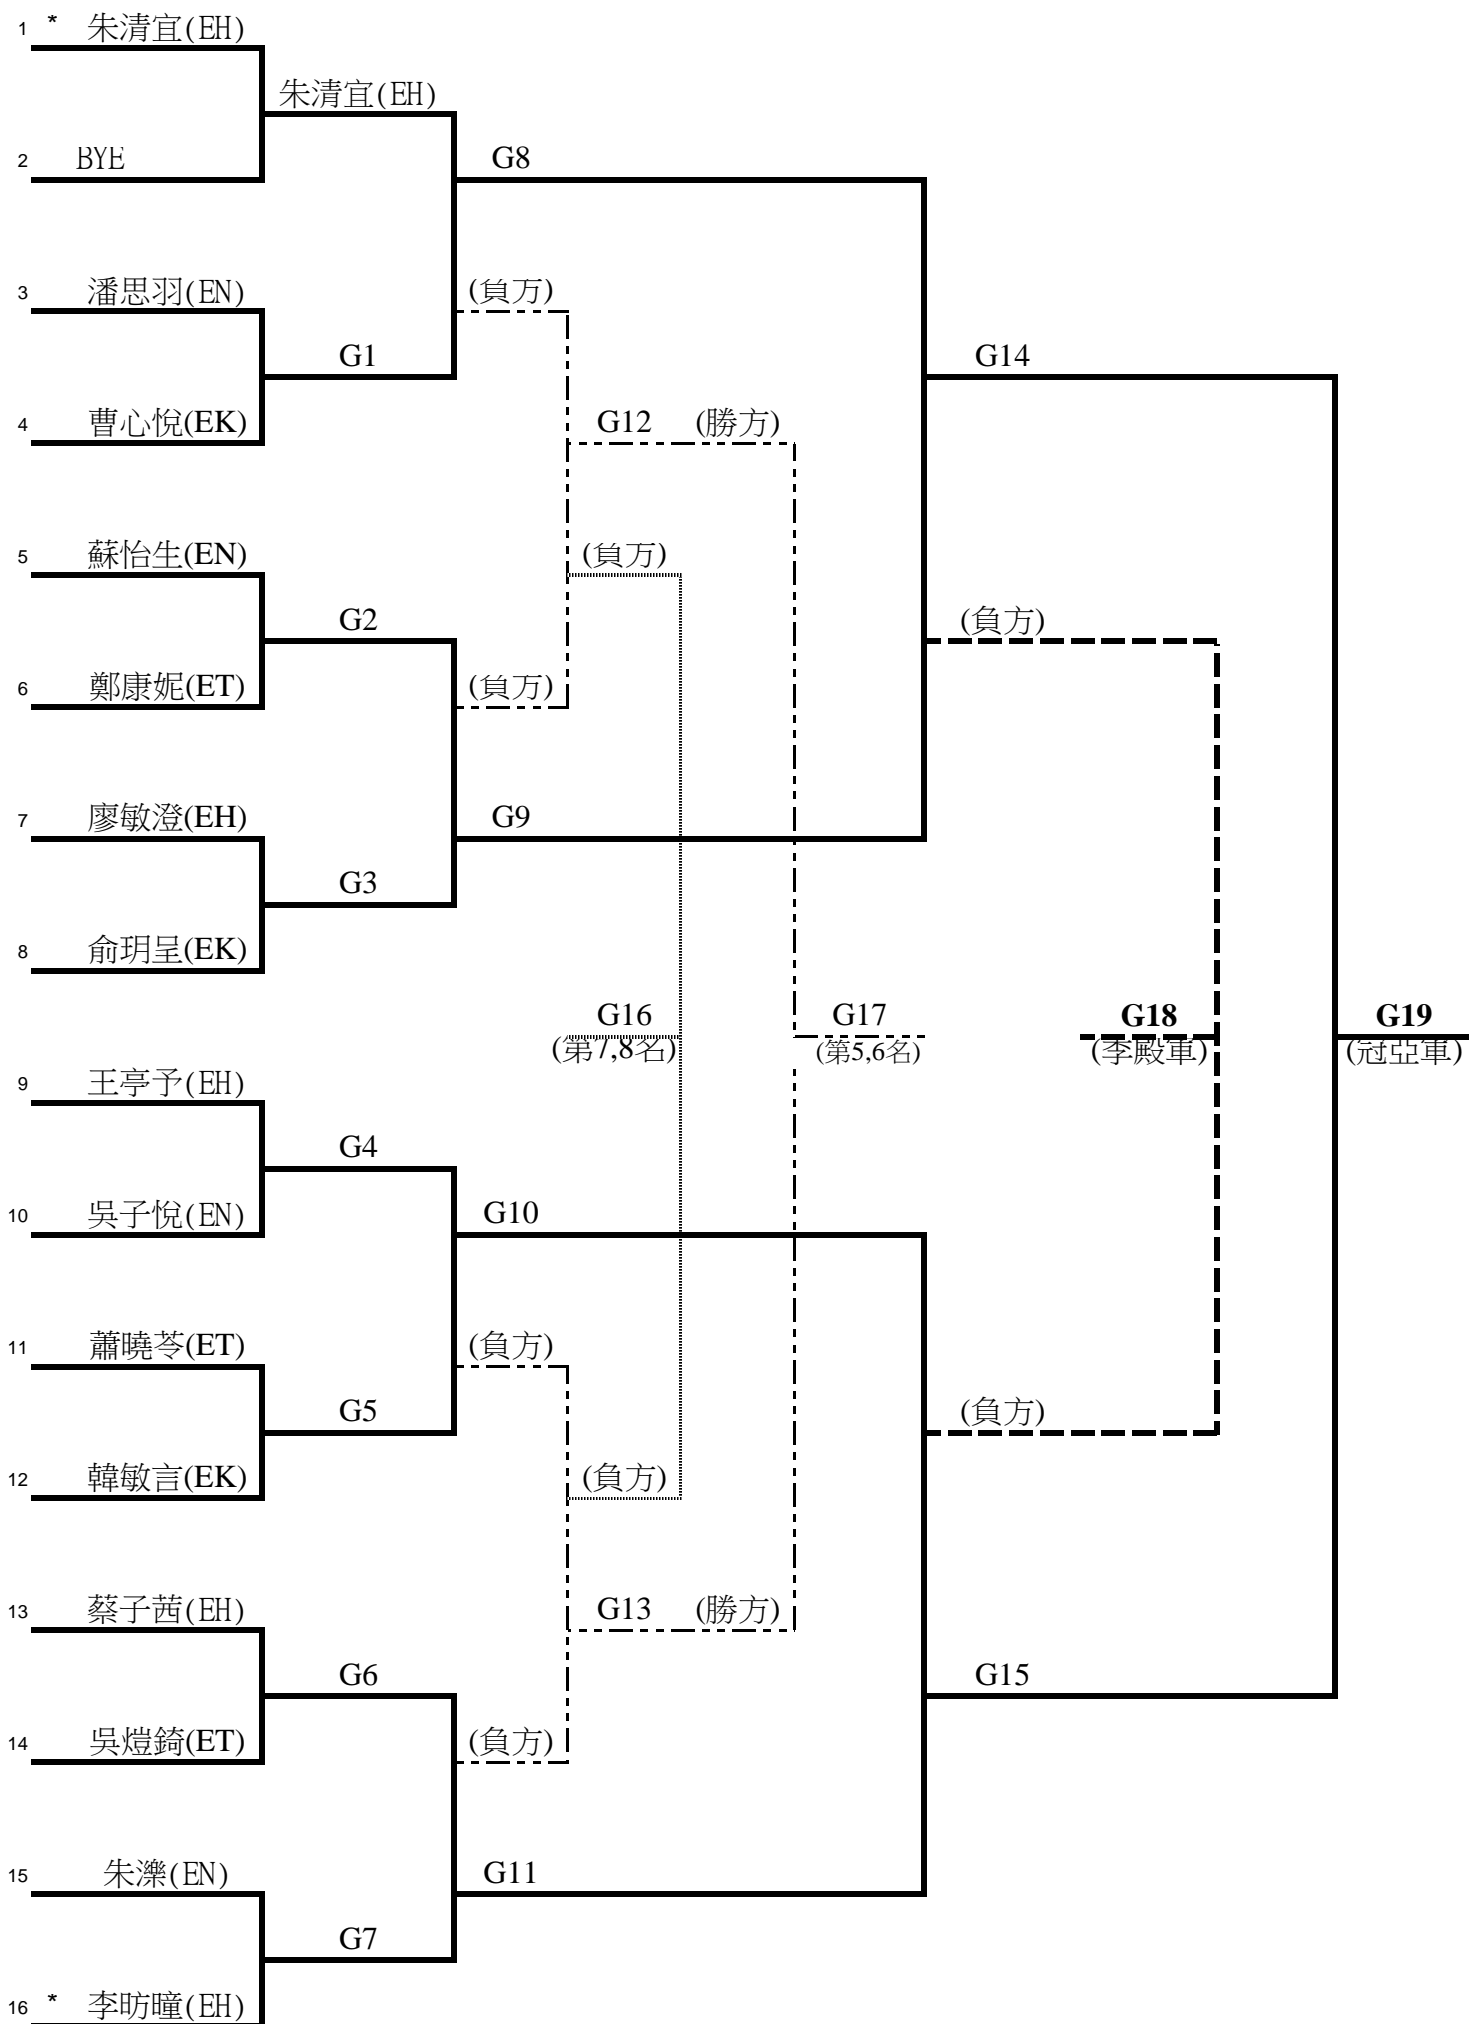 1 * 朱清宜(EH)
朱清宜(EH)
2 BYE
G8
3 潘思羽(EN)
(負方)
G1
G14
4 曹心悅(EK)
G12 (勝方)
5 蘇怡生(EN)
(負方)
G2
(負方)
6 鄭康妮(ET)
(負方)
7 廖敏澄(EH)
G9
G3
8 俞玥呈(EK)
G16
(第7,8名)
G17
(第5,6名)
G18
(季殿軍)
G19
(冠亞軍)
9 王亭予(EH)
G4
10 吳子悅(EN)
G10
11 蕭曉苓(ET)
(負方)
G5
(負方)
12 韓敏言(EK)
(負方)
13 蔡子茜(EH)
G13 (勝方)
G6
G15
14 吳熷錡(ET)
(負方)
15 朱濼(EN)
G11
G7
16 * 李昉曈(EH)